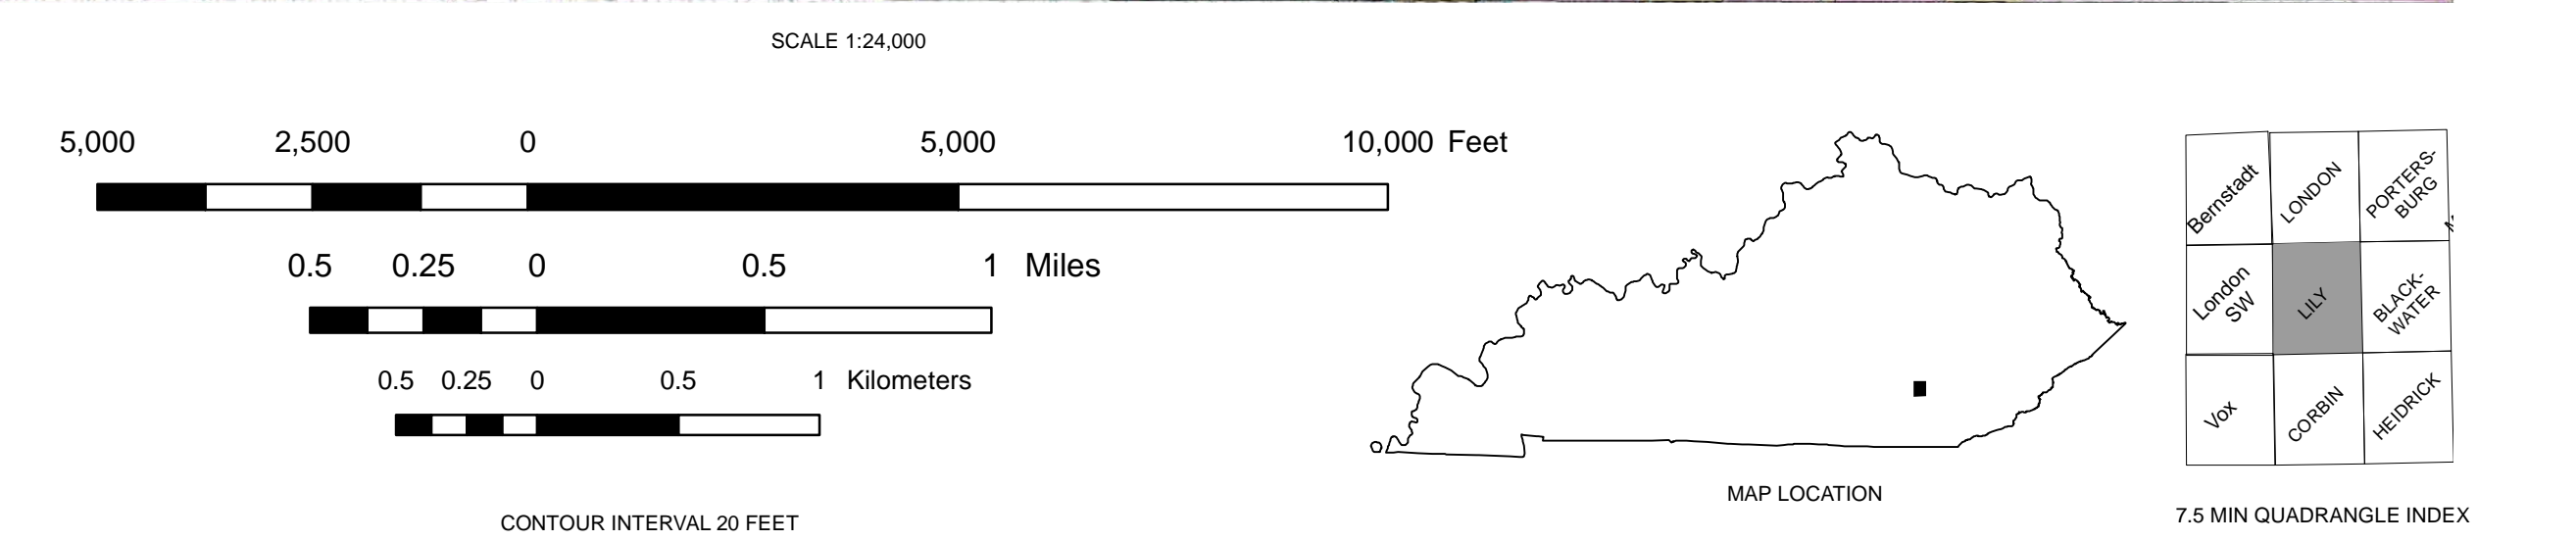 SCALE 1:24,000
5,000 2,500 0 5,000 10,000 Feet
0.5 0.25 0 0.5 1 Miles
0.5 0.25 0 0.5 1 Kilometers
CONTOUR INTERVAL 20 FEET
MAP LOCATION
Bernstadt
LONDON
PORTERS-
BURG
London
SW
LILY
BLACK-
WATER
Vox
CORBIN
HEIDRICK
7.5 MIN QUADRANGLE INDEX